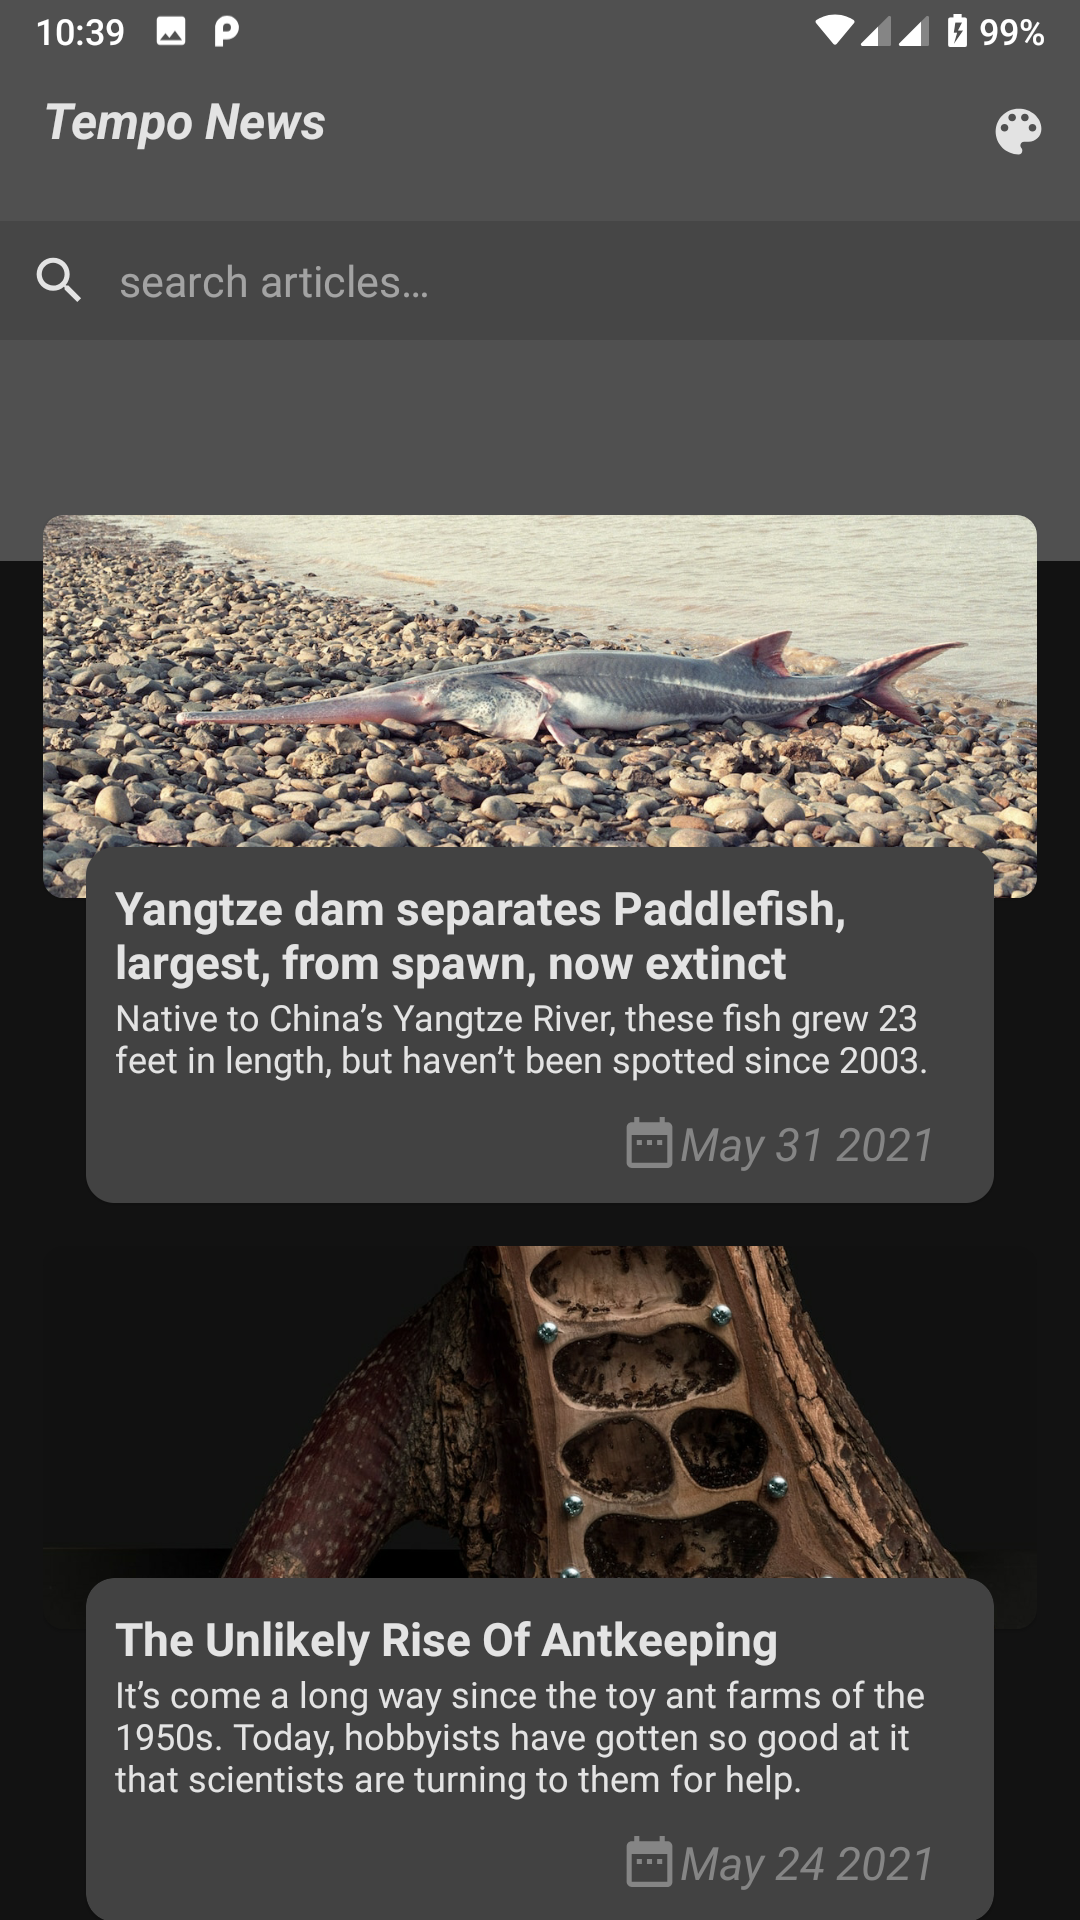 10:39
99%
Tempo News
search articles...
Yangtze dam separates Paddlefish,
largest, from spawn, now extinct
Native to China’s Yangtze River, these fish grew 23
feet in length, but haven’t been spotted since 2003.
May 31 2021
The Unlikely Rise Of Antkeeping
It’s come a long way since the toy ant farms of the
1950s. Today, hobbyists have gotten so good at it
that scientists are turning to them for help.
May 24 2021